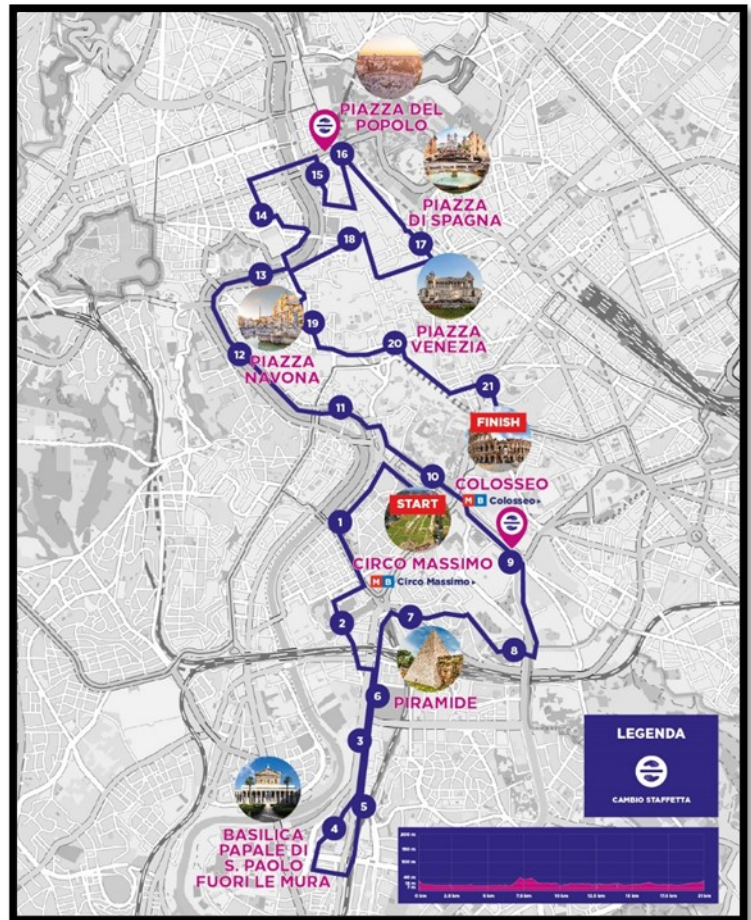 PIAZZA DEL
POPOLO
16
15
PIAZZA
DI SPAGNA
14
18
17
13
PIAZZA
VENEZIA
19
20
12
PIAZZA
NAVONA
21
11
FINISH
10
COLOSSEO
M B Colosseo
START
1
9
CIRCO MASSIMO
M B Circo Massimo
2
7
8
6
PIRAMIDE
3
LEGENDA
CAMBIO STAFFETTA
5
4
BASILICA
PAPALE DI
S. PAOLO
FUORI LE MURA
0 km